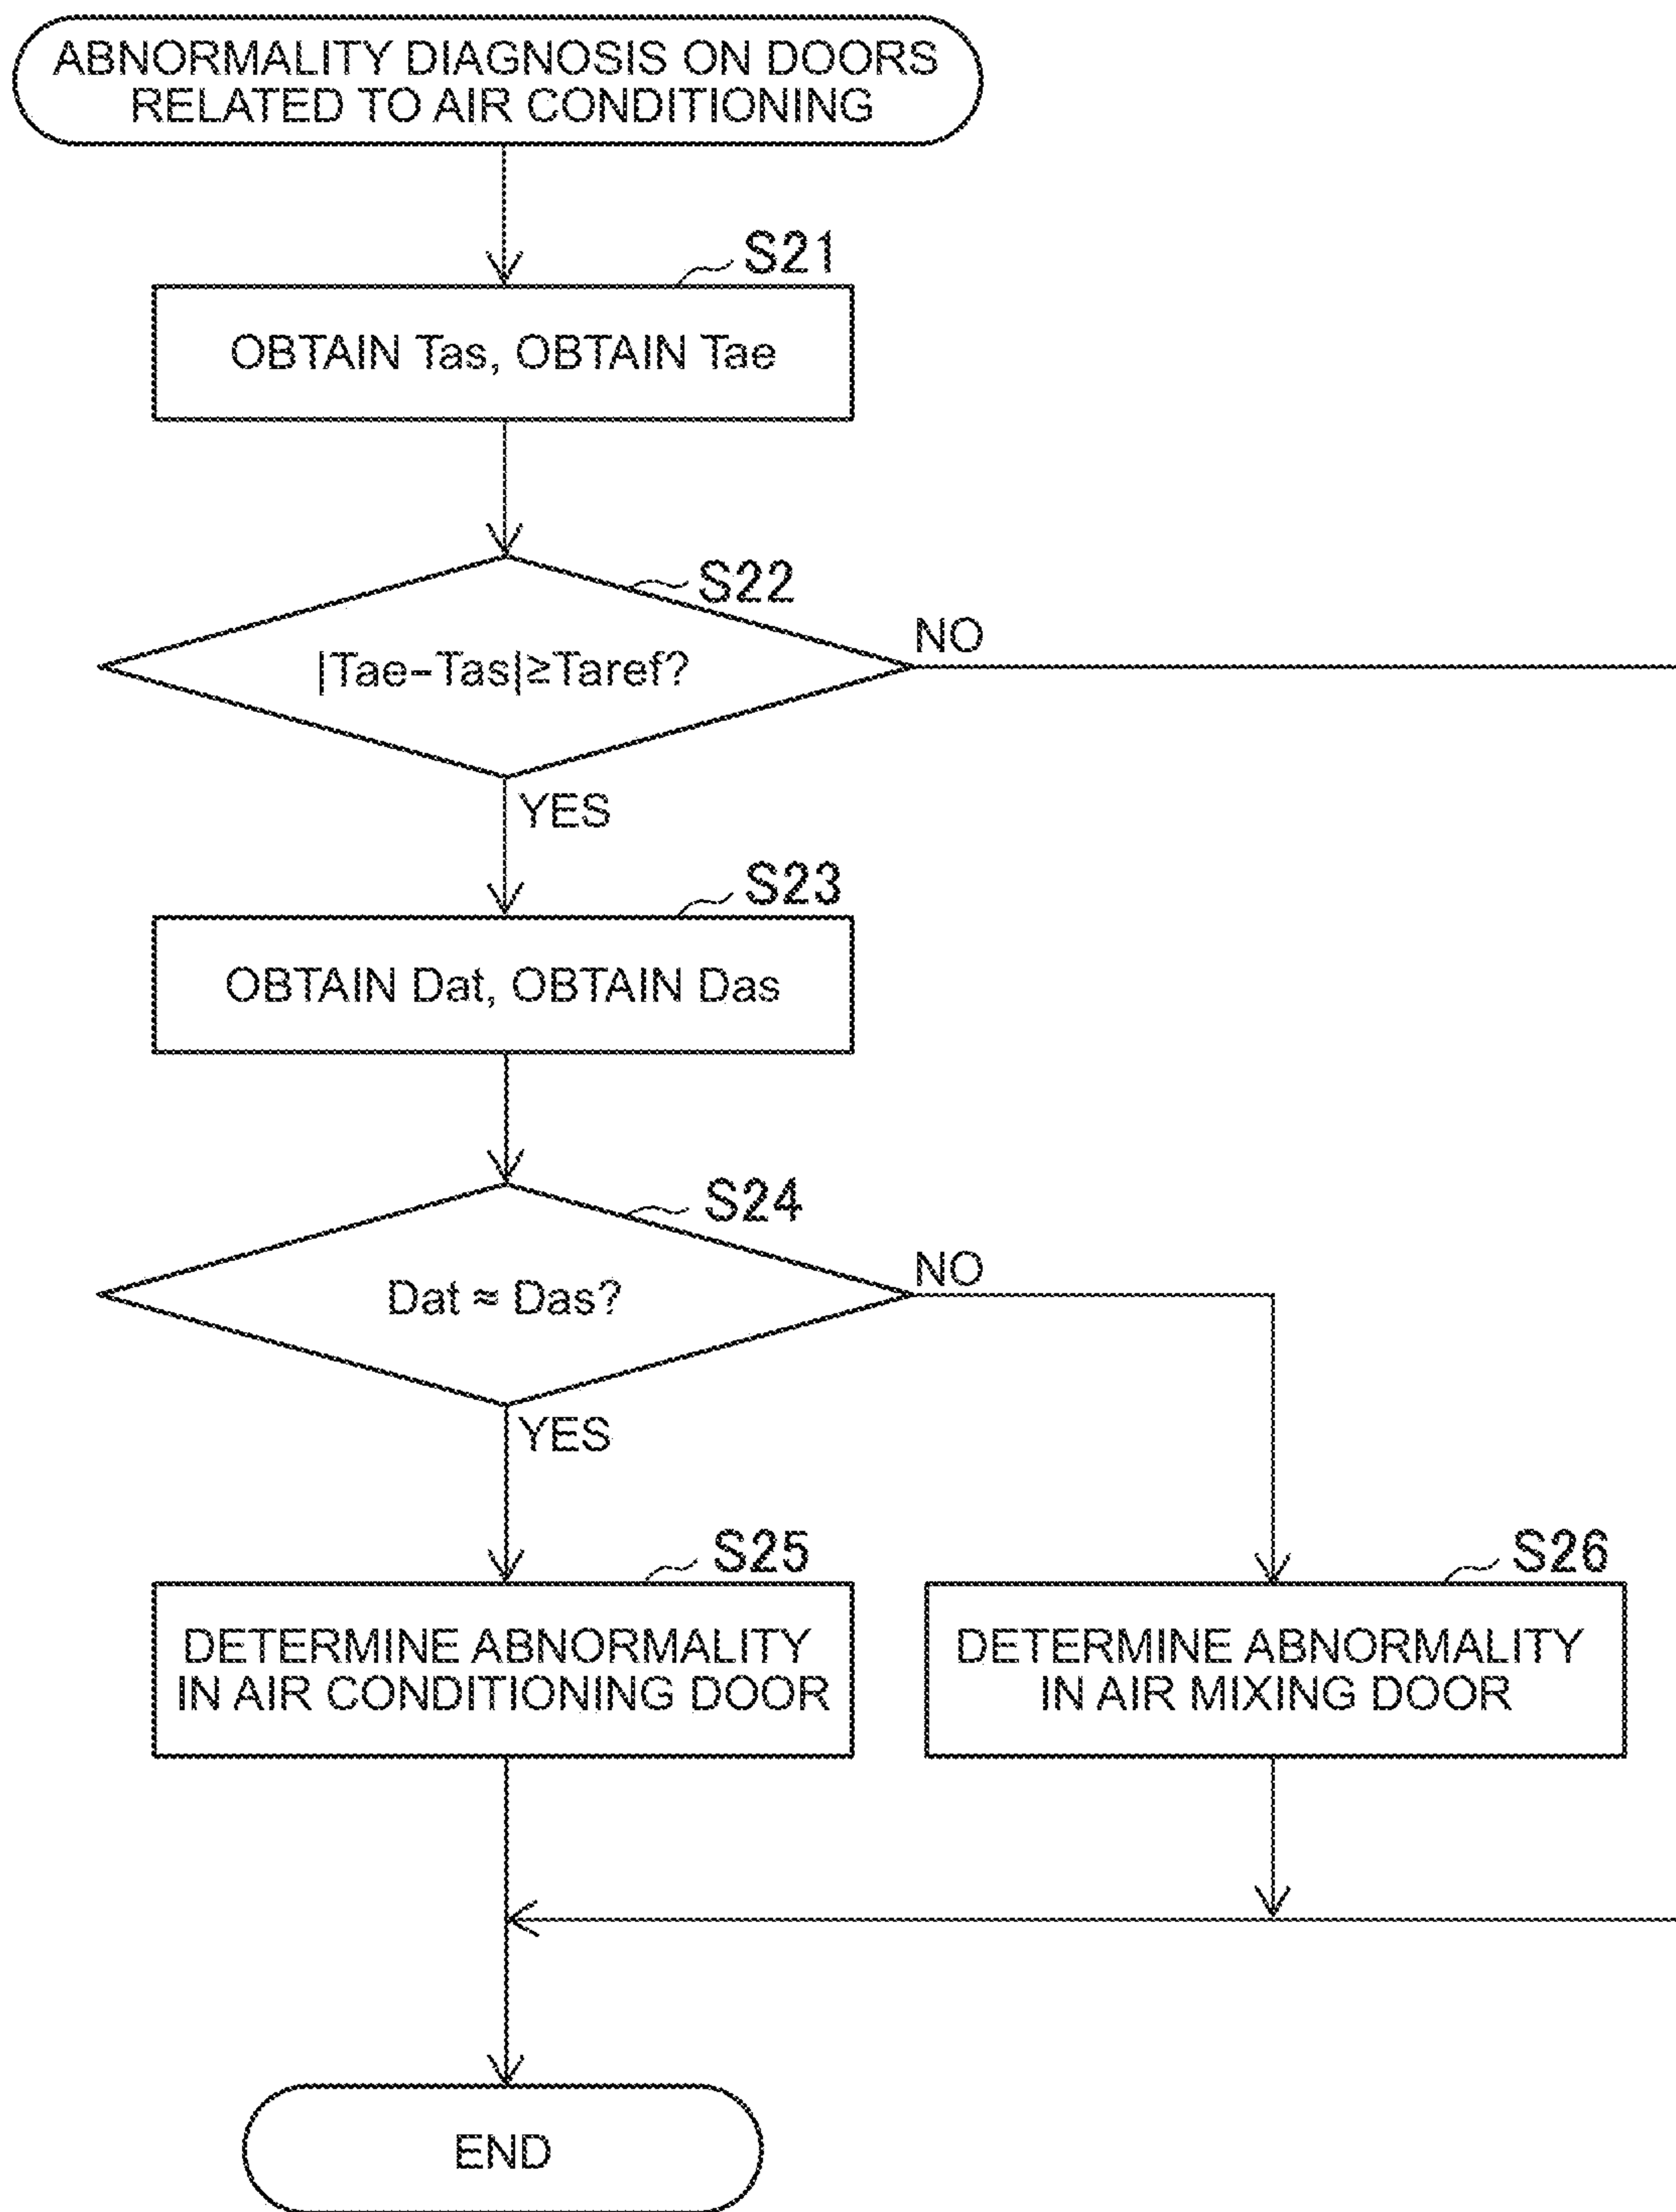 ABNORMALITY DIAGNOSIS ON DOORS
RELATED TO AIR CONDITIONING
S21
OBTAIN Tas, OBTAIN Tae
S22
|Tae-Tas|≥Taref?
NO
YES
S23
OBTAIN Dat, OBTAIN Das
S24
Dat ≈ Das?
NO
YES
S25
DETERMINE ABNORMALITY
IN AIR CONDITIONING DOOR
S26
DETERMINE ABNORMALITY
IN AIR MIXING DOOR
END